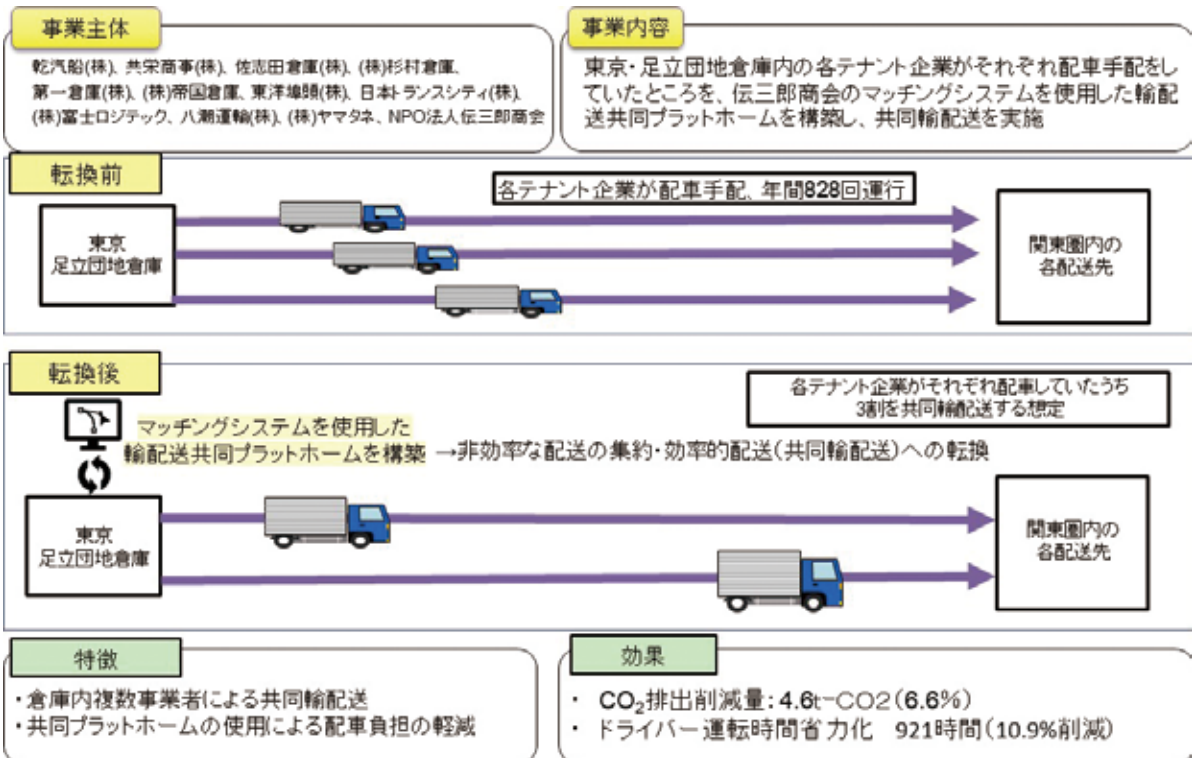 事業主体
乾汽船(株)、共栄商事(株)、佐志田倉庫(株)、(株)杉村倉庫、
第一倉庫(株)、(株)帝国倉庫、東洋埠頭(株)、日本トランスシティ(株)、
(株)富士ロジテック、八潮運輸(株)、(株)ヤマタネ、NPO法人伝三郎商会
事業内容
東京・足立団地倉庫内の各テナント企業がそれぞれ配車手配を
していたところを、伝三郎商会のマッチングシステムを使用した輸配
送共同プラットホームを構築し、共同輸配送を実施
転換前
各テナント企業が配車手配、年間828回運行
東京
足立団地倉庫
関東圏内の
各配送先
転換後
各テナント企業がそれぞれ配車していたうち
3割を共同輸配送する想定
マッチングシステムを使用した
輸配送共同プラットホームを構築 →非効率な配送の集約・効率的配送(共同輸配送)への転換
東京
足立団地倉庫
関東圏内の
各配送先
特徴
・倉庫内複数事業者による共同輸配送
・共同プラットホームの使用による配車負担の軽減
効果
・ CO₂排出削減量：4.6t-CO2(6.6%)
・ ドライバー運転時間省力化 921時間(10.9%削減)